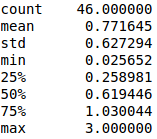 count    46.000000
mean      0.771645
std       0.627294
min       0.025652
25%       0.258981
50%       0.619446
75%       1.030044
max       3.000000